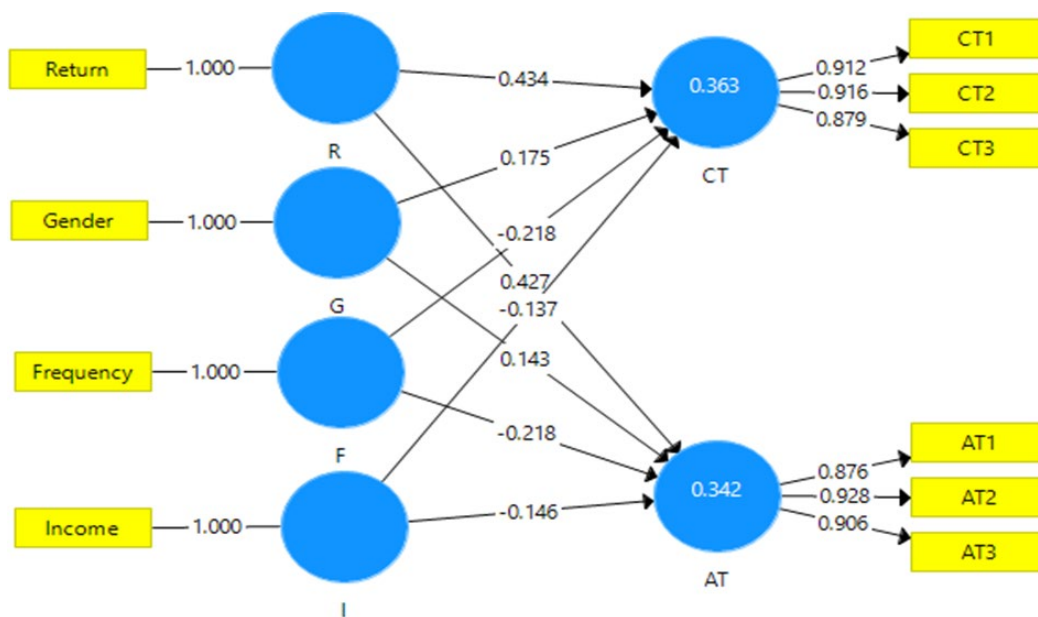 Return
1.000
R
Gender
1.000
G
Frequency
1.000
F
Income
1.000
I
0.434
0.175
-0.218
0.427
-0.137
0.143
-0.218
-0.146
0.363
CT
0.912
0.916
0.879
CT1
CT2
CT3
0.342
AT
0.876
0.928
0.906
AT1
AT2
AT3